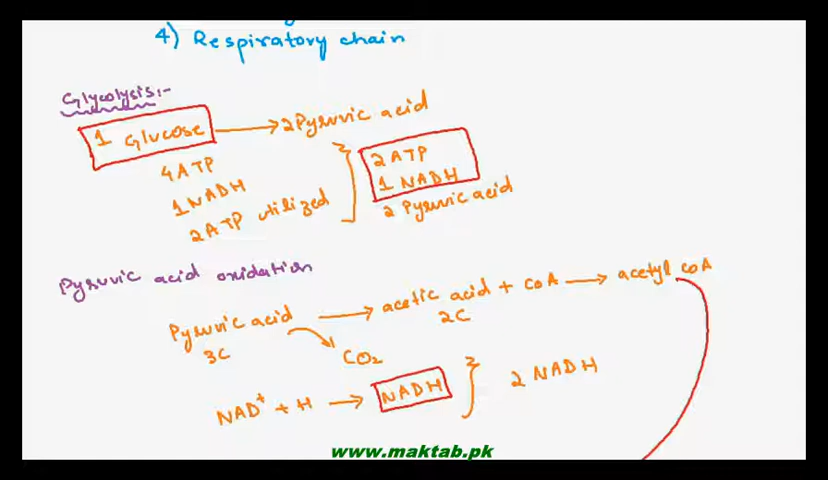 4) Respiratory chain
Glycolysis:-
1 Glucose → 2 Pyruvic acid
4 ATP
1 NADH
2 ATP utilized
2 ATP
1 NADH
2 Pyruvic acid
Pyruvic acid oxidation
Pyruvic acid → acetic acid + CoA → acetyl CoA
3C
2C
CO₂
NAD⁺ + H → NADH } 2 NADH
www.maktab.pk